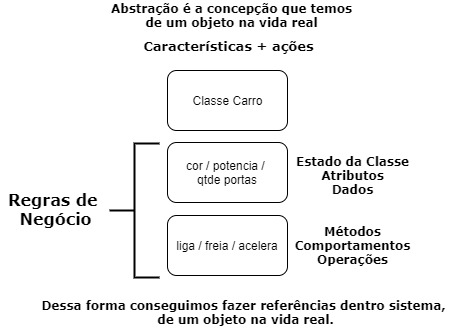 Abstração é a concepção que temos
de um objeto na vida real
Características + ações
Classe Carro
cor / potencia /
qtde portas
Estado da Classe
Atributos
Dados
Regras de
Negócio
liga / freia / acelera
Métodos
Comportamentos
Operações
Dessa forma conseguimos fazer referências dentro sistema,
de um objeto na vida real.